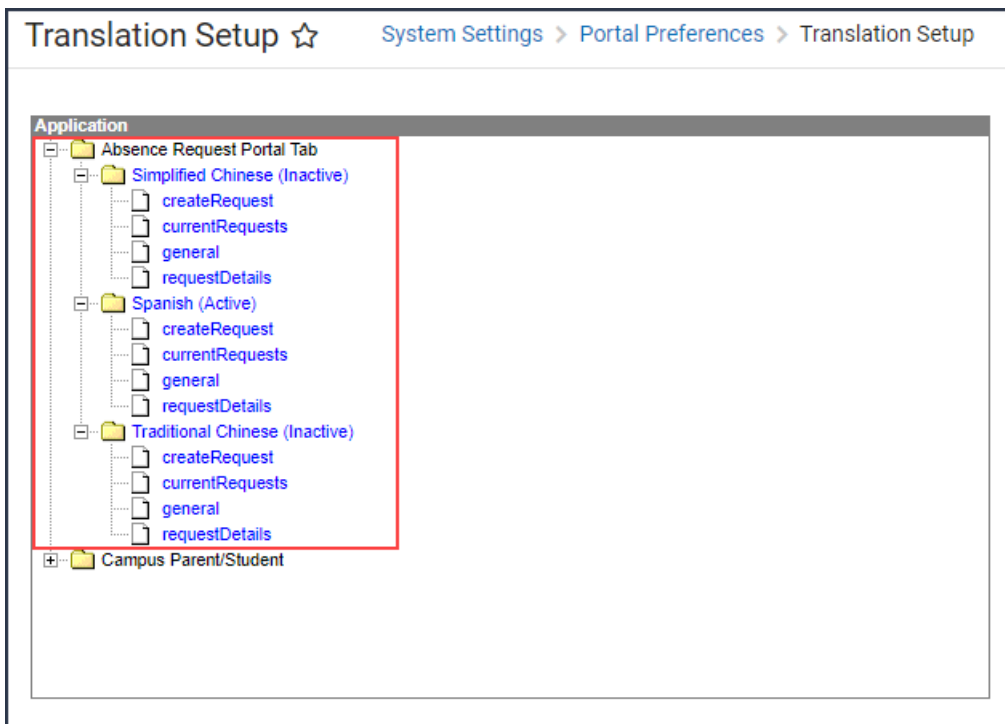 Translation Setup System Settings > Portal Preferences > Translation Setup
Application
Absence Request Portal Tab
Simplified Chinese (Inactive)
createRequest
currentRequests
general
requestDetails
Spanish (Active)
createRequest
currentRequests
general
requestDetails
Traditional Chinese (Inactive)
createRequest
currentRequests
general
requestDetails
Campus Parent/Student